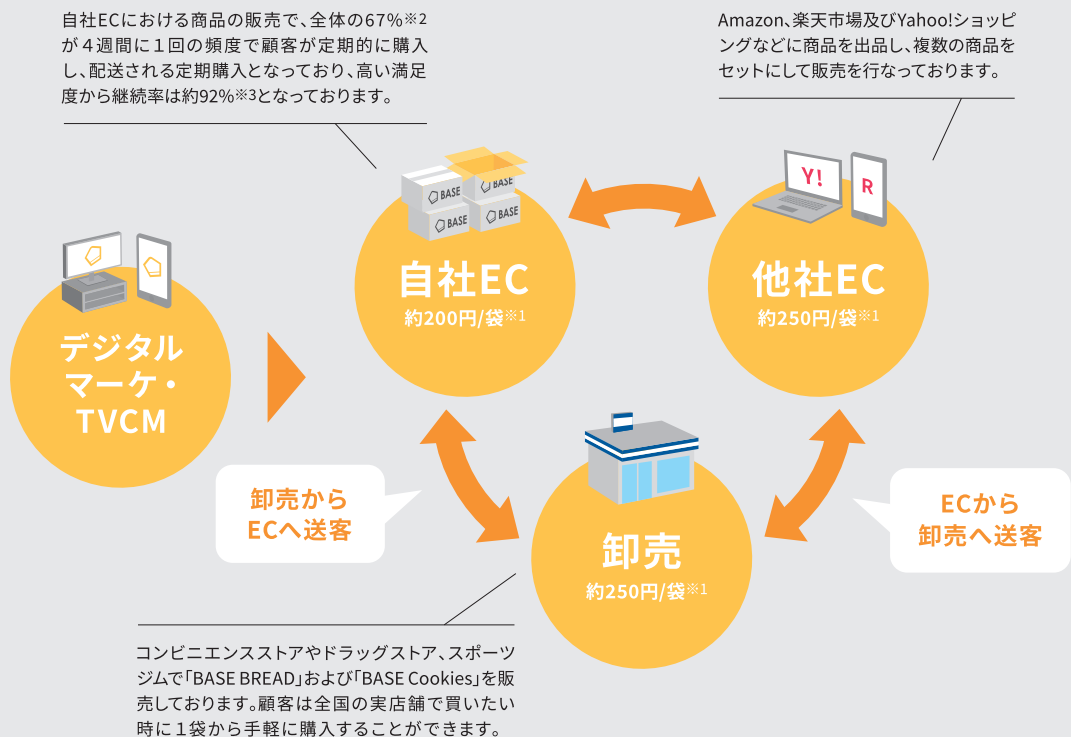 自社ECにおける商品の販売で、全体の67%※2
が４週間に１回の頻度で顧客が定期的に購入
し、配送される定期購入となっており、高い満足
度から継続率は約92%※3となっております。
Amazon、楽天市場及びYahoo!ショッピ
ングなどに商品を出品し、複数の商品を
セットにして販売を行なっております。
BASE
BASE
BASE
BASE
自社EC
約200円/袋※1
Y!
R
他社EC
約250円/袋※1
デジタル
マーケ・
TVCM
卸売から
ECへ送客
卸売
約250円/袋※1
ECから
卸売へ送客
コンビニエンスストアやドラッグストア、スポーツ
ジムで「BASE BREAD」および「BASE Cookies」を販
売しております。顧客は全国の実店舗で買いたい
時に１袋から手軽に購入することができます。